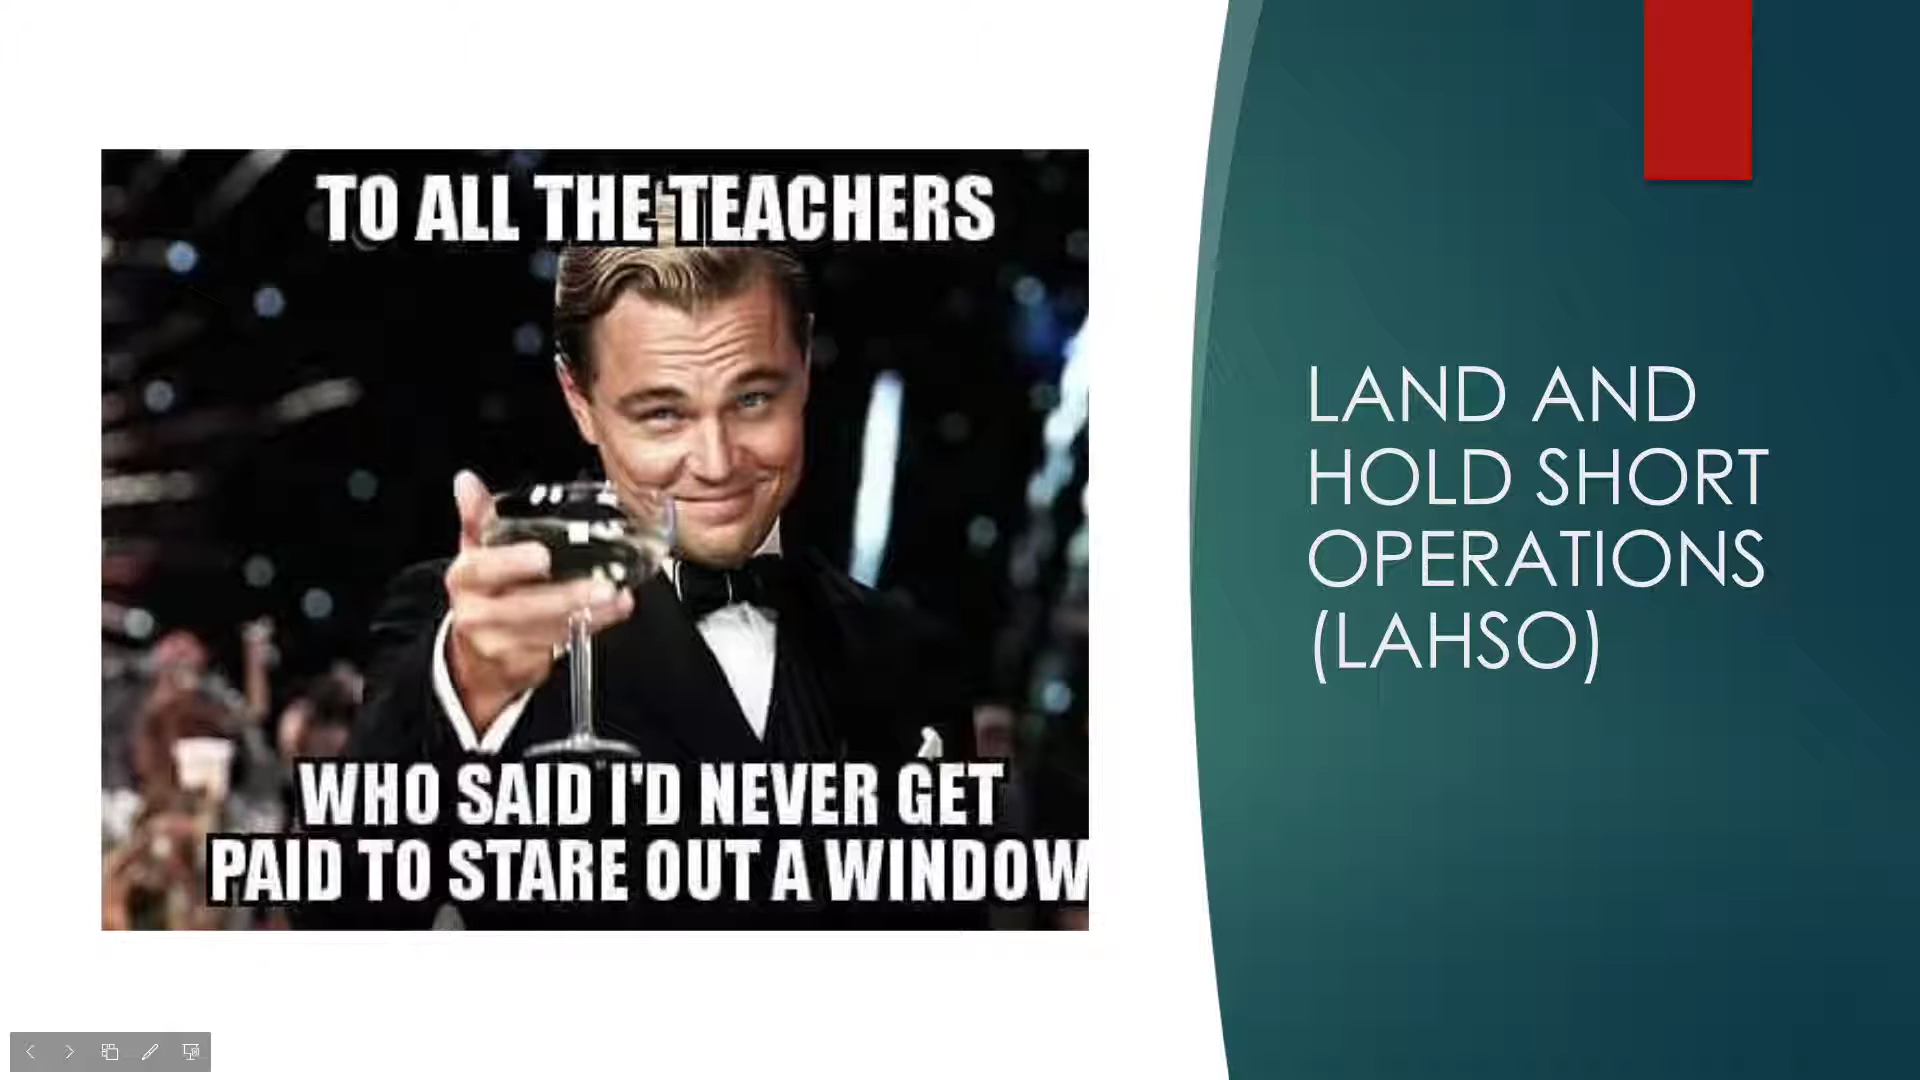 TO ALL THE TEACHERS
WHO SAID I'D NEVER GET
PAID TO STARE OUT A WINDOW
LAND AND
HOLD SHORT
OPERATIONS
(LAHSO)